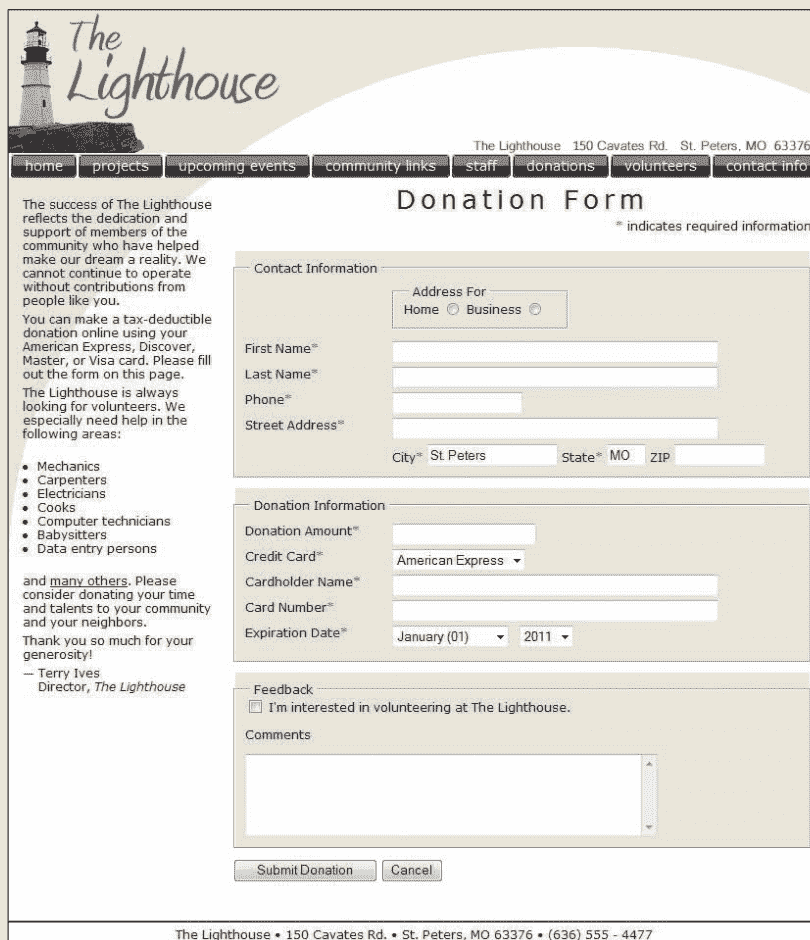 The
Lighthouse
The Lighthouse 150 Cavates Rd. St. Peters, MO 63376
home projects upcoming events community links staff donations volunteers contact info
The success of The Lighthouse
reflects the dedication and
support of members of the
community who have helped
make our dream a reality. We
cannot continue to operate
without contributions from
people like you.
You can make a tax-deductible
donation online using your
American Express, Discover,
Master, or Visa card. Please fill
out the form on this page.
The Lighthouse is always
looking for volunteers. We
especially need help in the
following areas:
• Mechanics
• Carpenters
• Electricians
• Cooks
• Computer technicians
• Babysitters
• Data entry persons
and many others. Please
consider donating your time
and talents to your community
and your neighbors.
Thank you so much for your
generosity!
— Terry Ives
Director, The Lighthouse
Donation Form
* indicates required information
Contact Information
Address For
Home Business
First Name*
Last Name*
Phone*
Street Address*
City* St. Peters State* MO ZIP
Donation Information
Donation Amount*
Credit Card* American Express
Cardholder Name*
Card Number*
Expiration Date* January (01) 2011
Feedback
I'm interested in volunteering at The Lighthouse.
Comments
Submit Donation Cancel
The Lighthouse • 150 Cavates Rd. • St. Peters, MO 63376 • (636) 555 - 4477